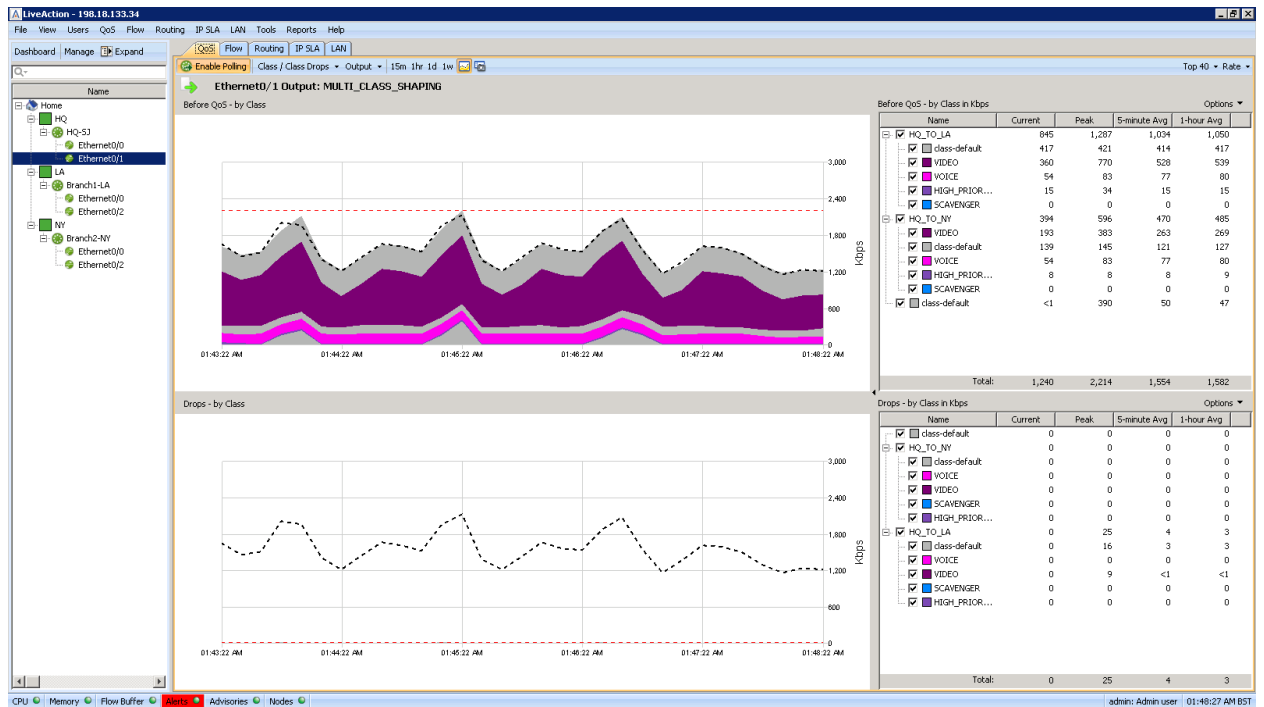 LiveAction - 198.18.133.34
File View Users QoS Flow Routing IP SLA LAN Tools Reports Help
Dashboard Manage Expand
QoS Flow Routing IP SLA LAN
Enable Polling Class / Class Drops Output 15m 1hr 1d 1w Top 40 Rate
Name
Home
HQ
HQ-SJ
Ethernet0/0
Ethernet0/1
LA
Branch1-LA
Ethernet0/0
Ethernet0/2
NY
Branch2-NY
Ethernet0/0
Ethernet0/2
Ethernet0/1 Output: MULTI_CLASS_SHAPING
Before QoS - by Class
3,000
2,400
1,800
1,200
600
0
Kbps
01:43:22 AM 01:44:22 AM 01:45:22 AM 01:46:22 AM 01:47:22 AM 01:48:22 AM
Before QoS - by Class in Kbps Options
Name Current Peak 5-minute Avg 1-hour Avg
HQ_TO_LA 845 1,287 1,034 1,050
class-default 417 421 414 417
VIDEO 360 770 528 539
VOICE 54 83 77 80
HIGH_PRIOR... 15 34 15 15
SCAVENGER 0 0 0 0
HQ_TO_NY 394 596 470 485
VIDEO 193 383 263 269
class-default 139 145 121 127
VOICE 54 83 77 80
HIGH_PRIOR... 8 8 8 9
SCAVENGER 0 0 0 0
class-default <1 390 50 47
Total: 1,240 2,214 1,554 1,582
Drops - by Class
3,000
2,400
1,800
1,200
600
0
Kbps
01:43:22 AM 01:44:22 AM 01:45:22 AM 01:46:22 AM 01:47:22 AM 01:48:22 AM
Drops - by Class in Kbps Options
Name Current Peak 5-minute Avg 1-hour Avg
class-default 0 0 0 0
HQ_TO_NY 0 0 0 0
class-default 0 0 0 0
VOICE 0 0 0 0
VIDEO 0 0 0 0
SCAVENGER 0 0 0 0
HIGH_PRIOR... 0 0 0 0
HQ_TO_LA 0 25 4 3
class-default 0 16 3 3
VOICE 0 0 0 0
VIDEO 0 9 <1 <1
SCAVENGER 0 0 0 0
HIGH_PRIOR... 0 0 0 0
Total: 0 25 4 3
CPU Memory Flow Buffer Alerts Advisories Nodes admin: Admin user 01:48:27 AM BST